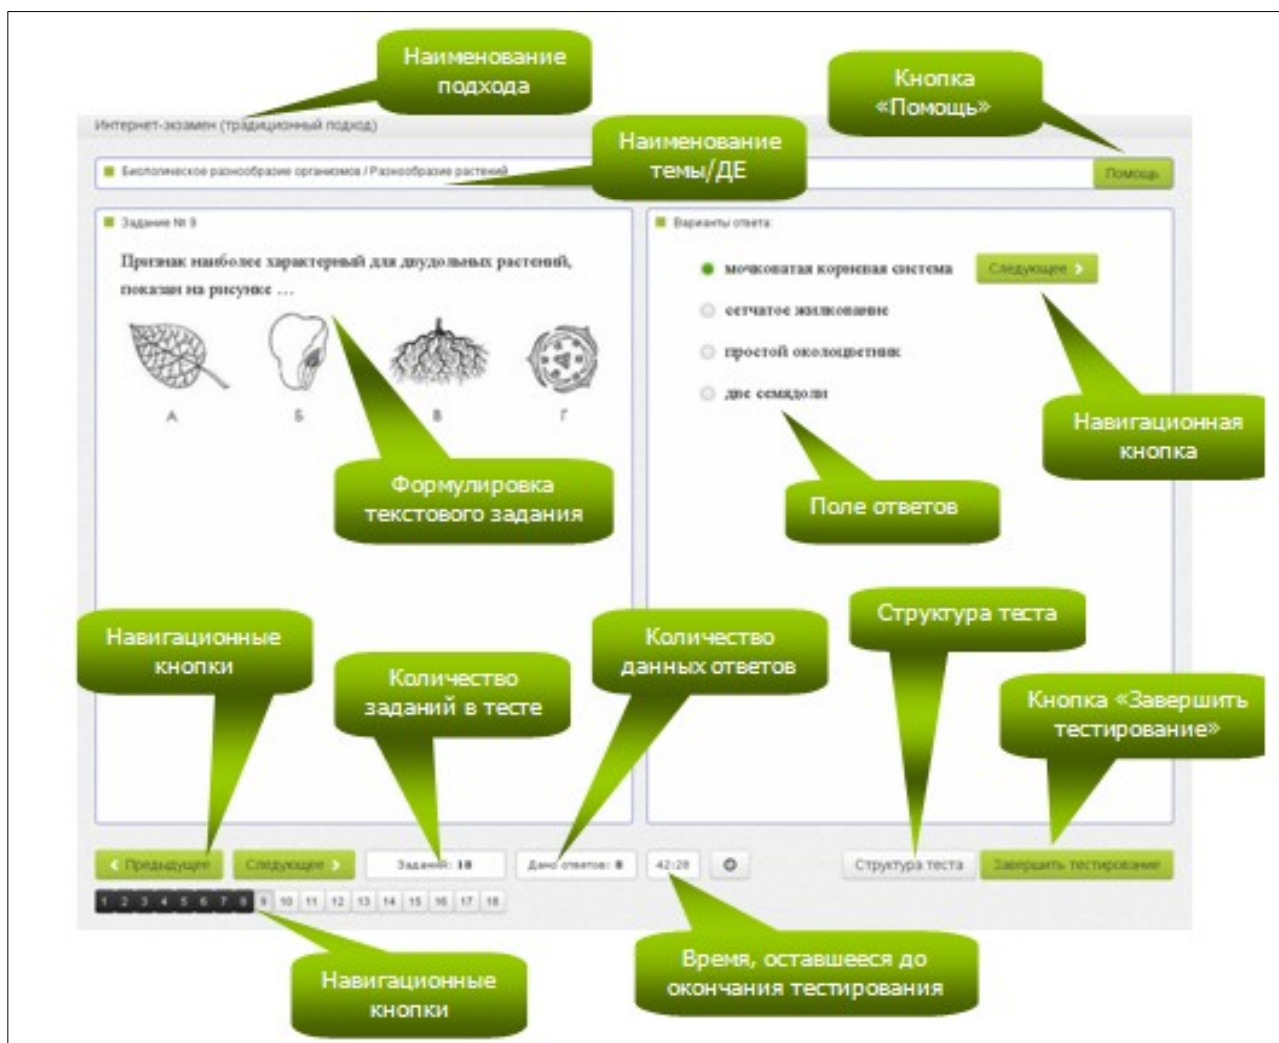 Наименование
подхода
Кнопка
«Помощь»
Интернет-экзамен (традиционный подход)
Наименование
темы/ДЕ
Биологическое разнообразие организмов / Разнообразие растений
Помощь
Задание № 9
Варианты ответа:
Признак наиболее характерный для двудольных растений,
показан на рисунке …
мочковатая корневая система
Следующее
сетчатое жилкование
простой околоцветник
две семядоли
А Б В Г
Навигационная
кнопка
Формулировка
текстового задания
Поле ответов
Структура теста
Навигационные
кнопки
Количество
данных ответов
Количество
заданий в тесте
Кнопка «Завершить
тестирование»
Предыдущее
Следующее
Заданий: 18
Дано ответов: 8
42:28
Структура теста
Завершить тестирование
1 2 3 4 5 6 7 8 9 10 11 12 13 14 15 16 17 18
Время, оставшееся до
окончания тестирования
Навигационные
кнопки